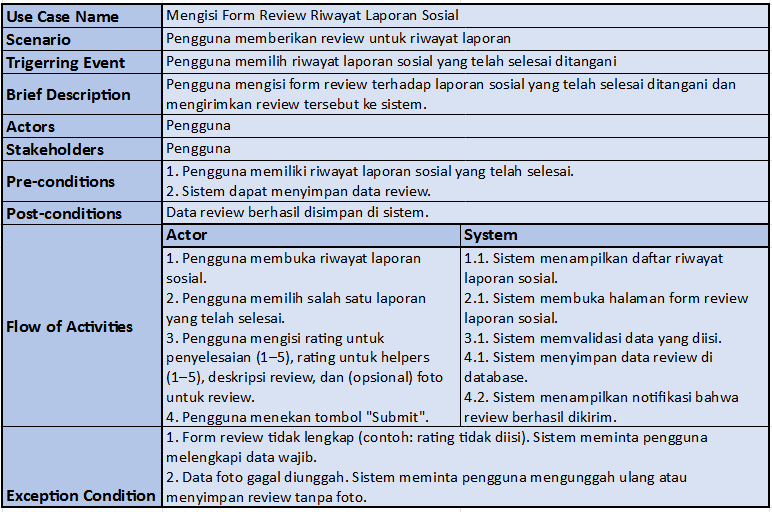 Use Case Name
Mengisi Form Review Riwayat Laporan Sosial
Scenario
Pengguna memberikan review untuk riwayat laporan
Trigerring Event
Pengguna memilih riwayat laporan sosial yang telah selesai ditangani
Brief Description
Pengguna mengisi form review terhadap laporan sosial yang telah selesai ditangani dan
mengirimkan review tersebut ke sistem.
Actors
Pengguna
Stakeholders
Pengguna
Pre-conditions
1. Pengguna memiliki riwayat laporan sosial yang telah selesai.
2. Sistem dapat menyimpan data review.
Post-conditions
Data review berhasil disimpan di sistem.
Flow of Activities
Actor
1. Pengguna membuka riwayat laporan
sosial.
2. Pengguna memilih salah satu laporan
yang telah selesai.
3. Pengguna mengisi rating untuk
penyelesaian (1–5), rating untuk helpers
(1–5), deskripsi review, dan (opsional) foto
untuk review.
4. Pengguna menekan tombol "Submit".
System
1.1. Sistem menampilkan daftar riwayat
laporan sosial.
2.1. Sistem membuka halaman form review
laporan sosial.
3.1. Sistem memvalidasi data yang diisi.
4.1. Sistem menyimpan data review di
database.
4.2. Sistem menampilkan notifikasi bahwa
review berhasil dikirim.
Exception Condition
1. Form review tidak lengkap (contoh: rating tidak diisi). Sistem meminta pengguna
melengkapi data wajib.
2. Data foto gagal diunggah. Sistem meminta pengguna mengunggah ulang atau
menyimpan review tanpa foto.